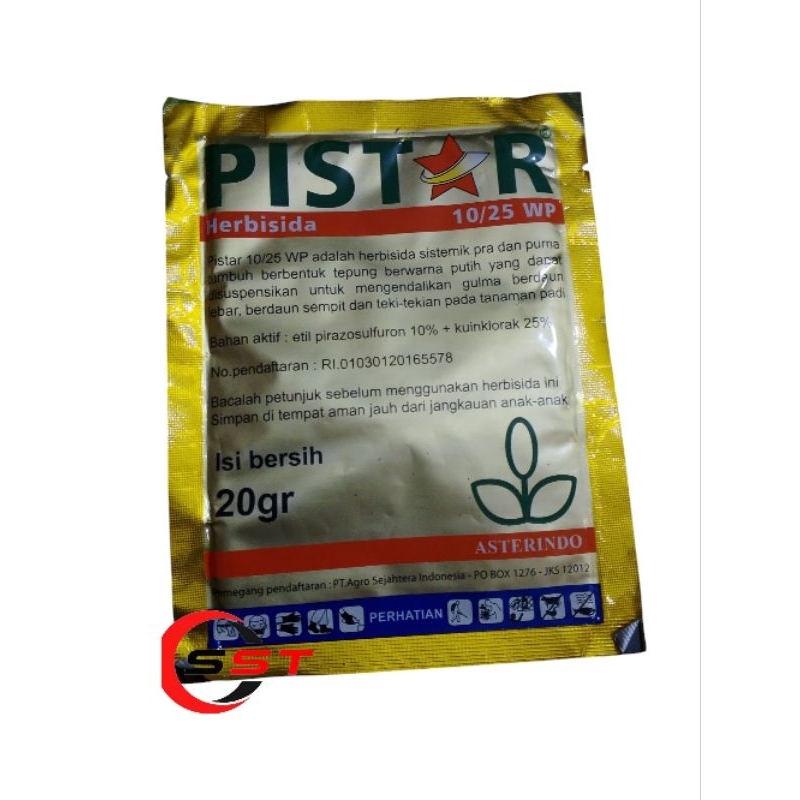 PISTAR
Herbisida 10/25 WP
Pistar 10/25 WP adalah herbisida sistemik pra dan purna
tumbuh berbentuk tepung berwarna putih yang dapat
disuspensikan untuk mengendalikan gulma berdaun
lebar, berdaun sempit dan teki-tekian pada tanaman padi
Bahan aktif : etil pirazosulfuron 10% + kuinklorak 25%
No.pendaftaran : RI.01030120165578
Bacalah petunjuk sebelum menggunakan herbisida ini
Simpan di tempat aman jauh dari jangkauan anak-anak
Isi bersih
20gr
ASTERINDO
Pemegang pendaftaran : PT.Agro Sejahtera Indonesia - PO BOX 1276 - JKS 12012
PERHATIAN
SST